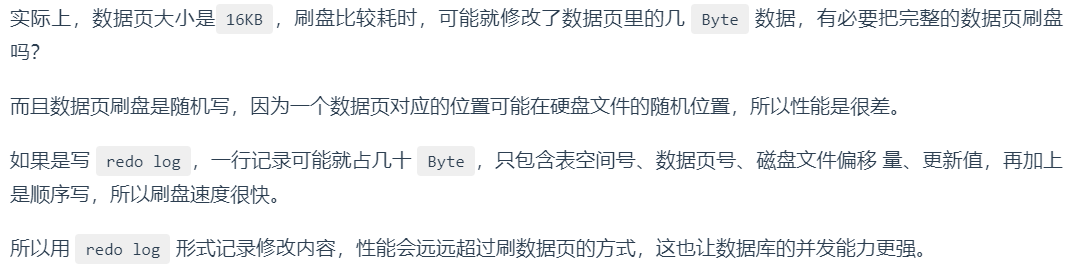 实际上，数据页大小是 16KB ，刷盘比较耗时，可能就修改了数据页里的几 Byte 数据，有必要把完整的数据页刷盘
吗？
而且数据页刷盘是随机写，因为一个数据页对应的位置可能在硬盘文件的随机位置，所以性能是很差。
如果是写 redo log ，一行记录可能就占几十 Byte ，只包含表空间号、数据页号、磁盘文件偏移 量、更新值，再加上
是顺序写，所以刷盘速度很快。
所以用 redo log 形式记录修改内容，性能会远远超过刷数据页的方式，这也让数据库的并发能力更强。